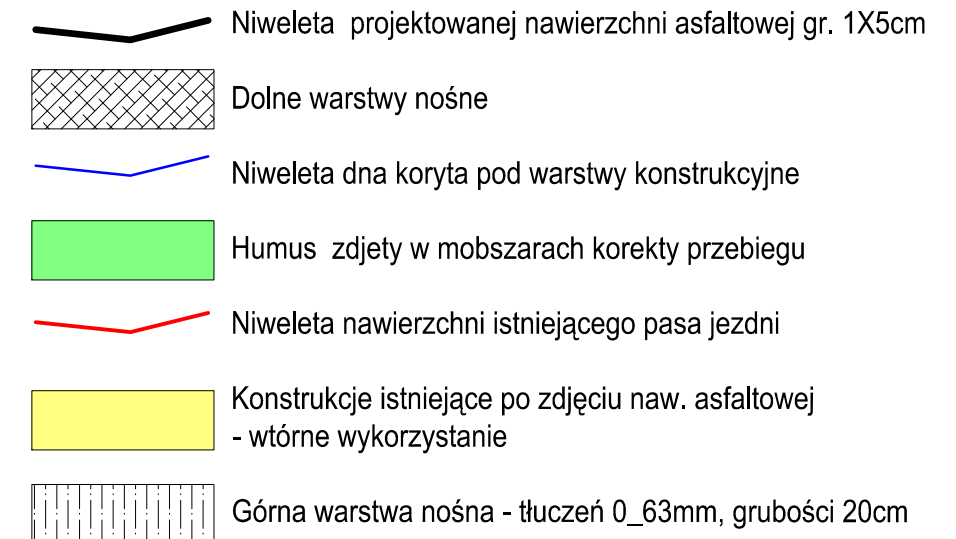 Niweleta projektowanej nawierzchni asfaltowej gr. 1X5cm
Dolne warstwy nośne
Niweleta dna koryta pod warstwy konstrukcyjne
Humus zdjety w mobszarach korekty przebiegu
Niweleta nawierzchni istniejącego pasa jezdni
Konstrukcje istniejące po zdjęciu naw. asfaltowej
- wtórne wykorzystanie
Górna warstwa nośna - tłuczeń 0_63mm, grubości 20cm